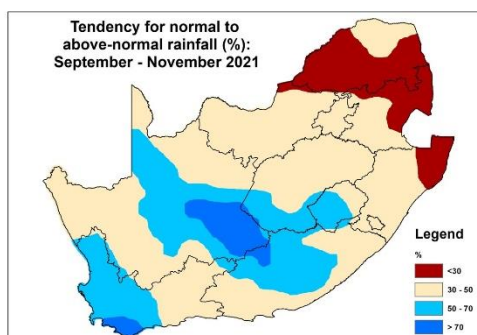 Tendency for normal to
above-normal rainfall (%):
September - November 2021
Legend
%
<30
30 - 50
50 - 70
> 70